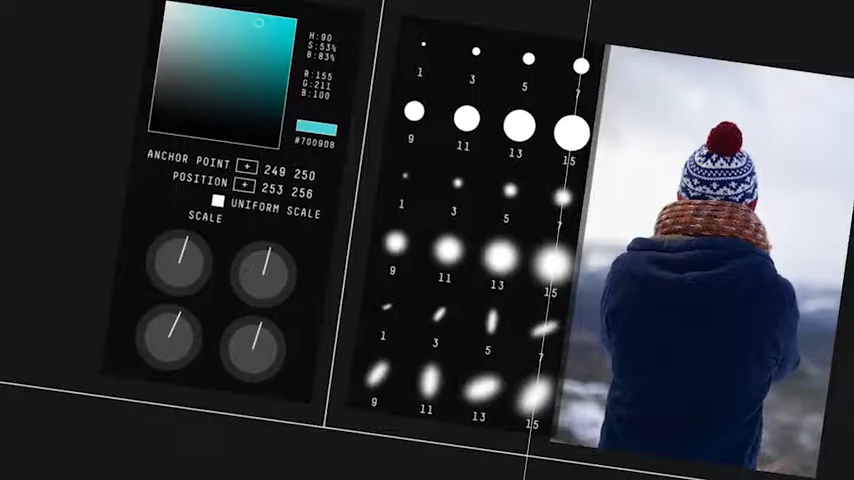 H:90
S:53%
B:83%
R:155
G:211
B:100
#700908
ANCHOR POINT + 249 250
POSITION + 253 256
UNIFORM SCALE
SCALE
1 3 5 7
9 11 13 15
1 3 5 7
9 11 13 15
1 3 5 7
9 11 13 15